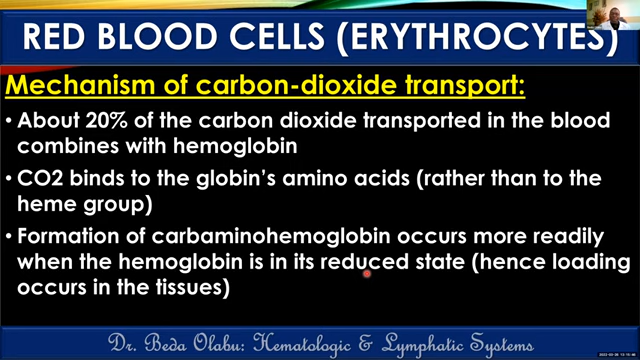 RED BLOOD CELLS (ERYTHROCYTES)
Mechanism of carbon-dioxide transport:
• About 20% of the carbon dioxide transported in the blood
combines with hemoglobin
• CO2 binds to the globin's amino acids (rather than to the
heme group)
• Formation of carbaminohemoglobin occurs more readily
when the hemoglobin is in its reduced state (hence loading
occurs in the tissues)
Dr. Beda Olabu: Hematologic & Lymphatic Systems